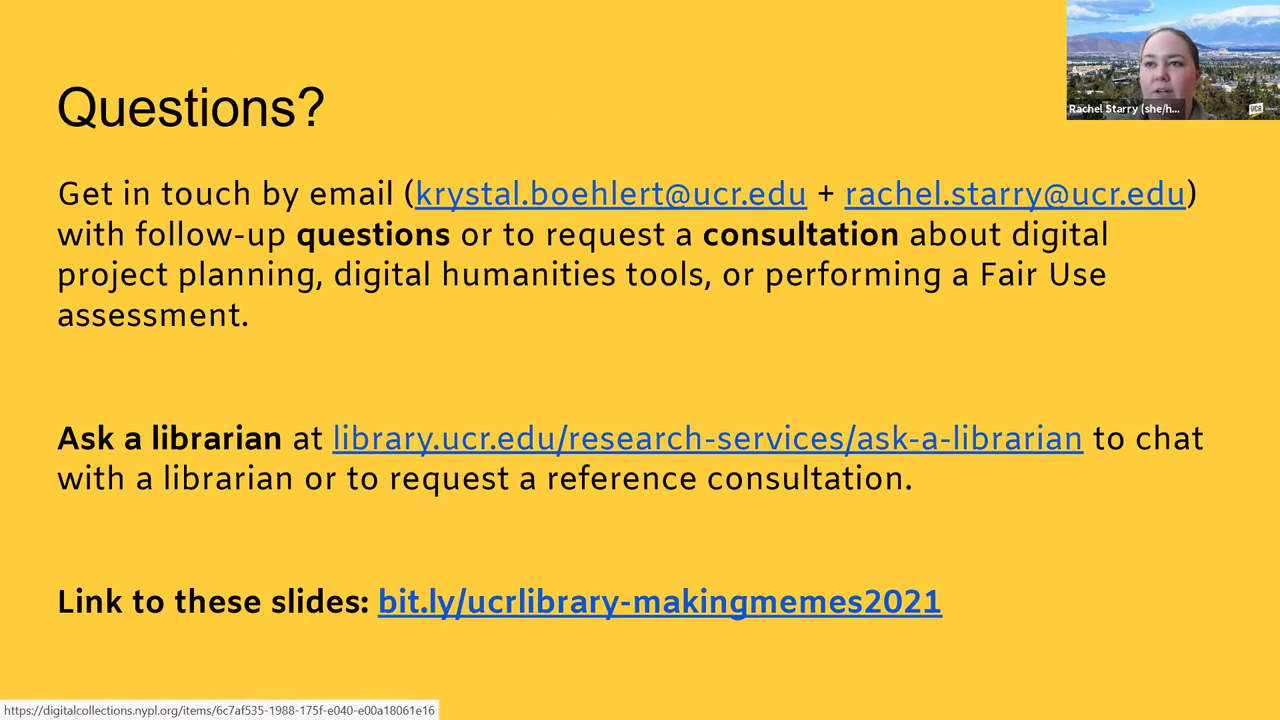 Questions?
Rachel Starry (she/h...
UCR
Get in touch by email (krystal.boehlert@ucr.edu + rachel.starry@ucr.edu)
with follow-up questions or to request a consultation about digital
project planning, digital humanities tools, or performing a Fair Use
assessment.
Ask a librarian at library.ucr.edu/research-services/ask-a-librarian to chat
with a librarian or to request a reference consultation.
Link to these slides: bit.ly/ucrlibrary-makingmemes2021
https://digitalcollections.nypl.org/items/6c7af535-1988-175f-e040-e00a18061e16